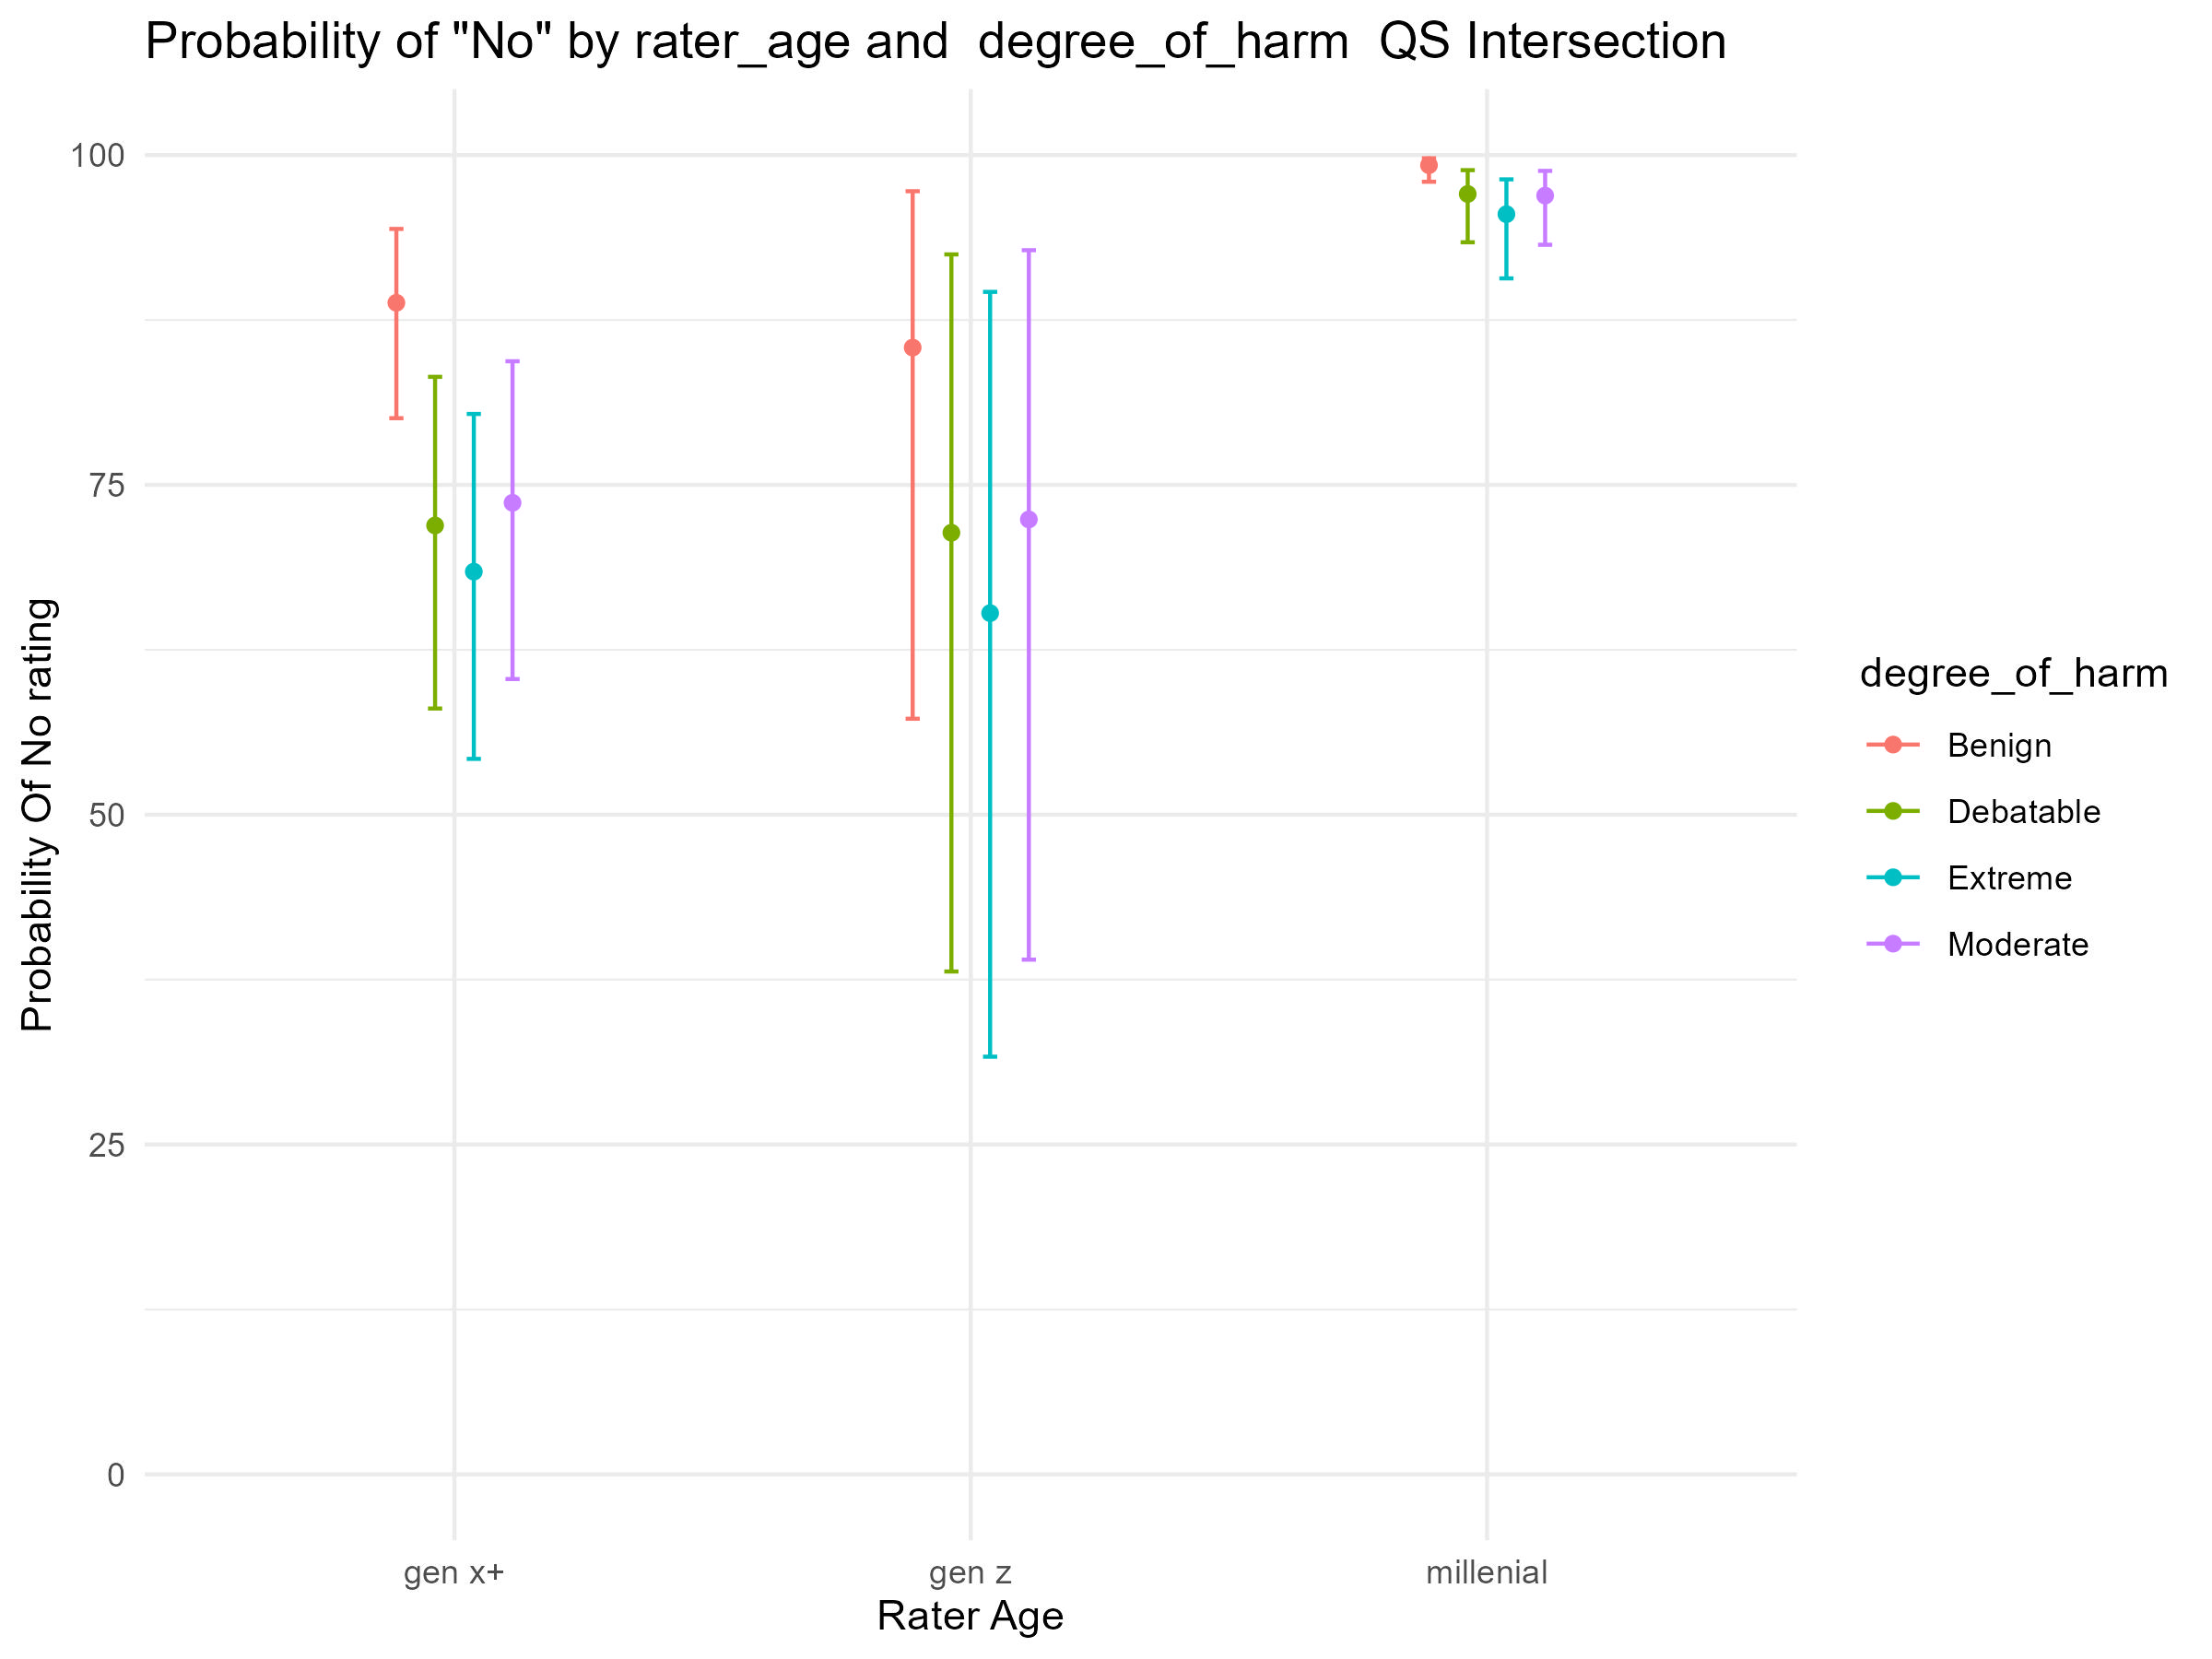 Probability of "No" by rater_age and  degree_of_harm  QS Intersection
Probability Of No rating
100
75
50
25
0
gen x+
gen z
millenial
Rater Age
degree_of_harm
Benign
Debatable
Extreme
Moderate